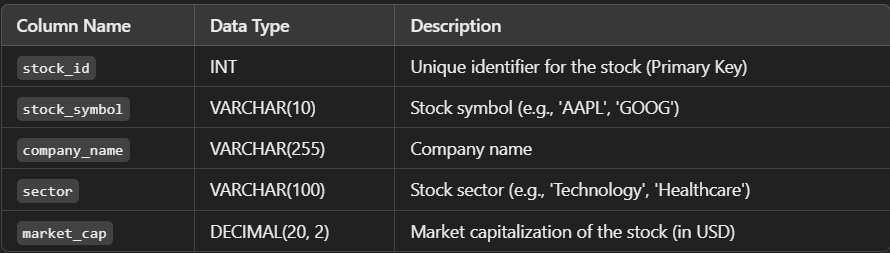 Column Name Data Type Description
stock_id INT Unique identifier for the stock (Primary Key)
stock_symbol VARCHAR(10) Stock symbol (e.g., 'AAPL', 'GOOG')
company_name VARCHAR(255) Company name
sector VARCHAR(100) Stock sector (e.g., 'Technology', 'Healthcare')
market_cap DECIMAL(20, 2) Market capitalization of the stock (in USD)